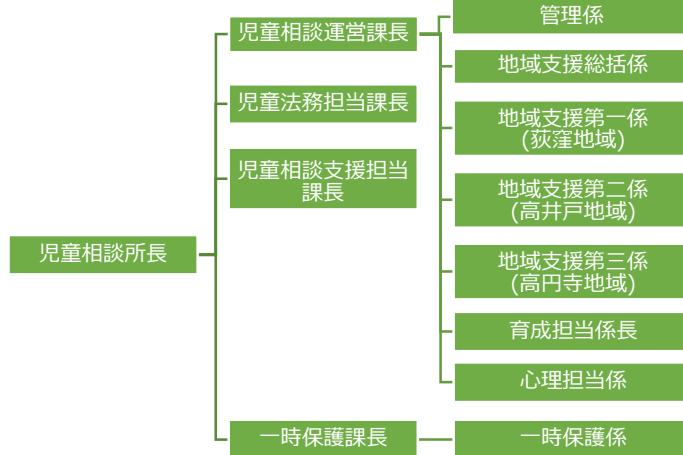 児童相談所長
児童相談運営課長
児童法務担当課長
児童相談支援担当
課長
一時保護課長
管理係
地域支援総括係
地域支援第一係
(荻窪地域)
地域支援第二係
(高井戸地域)
地域支援第三係
(高円寺地域)
育成担当係長
心理担当係
一時保護係